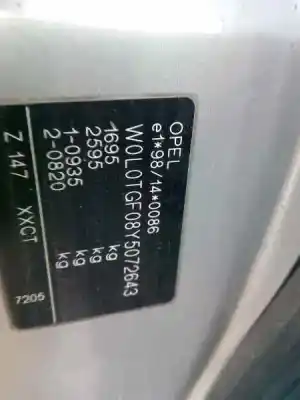 OPEL
e1*98/14*0086
W0L0TGF08Y5072643
1695 kg
2595 kg
1-0935 kg
2-0820 kg
Z 147 XXCT
7205